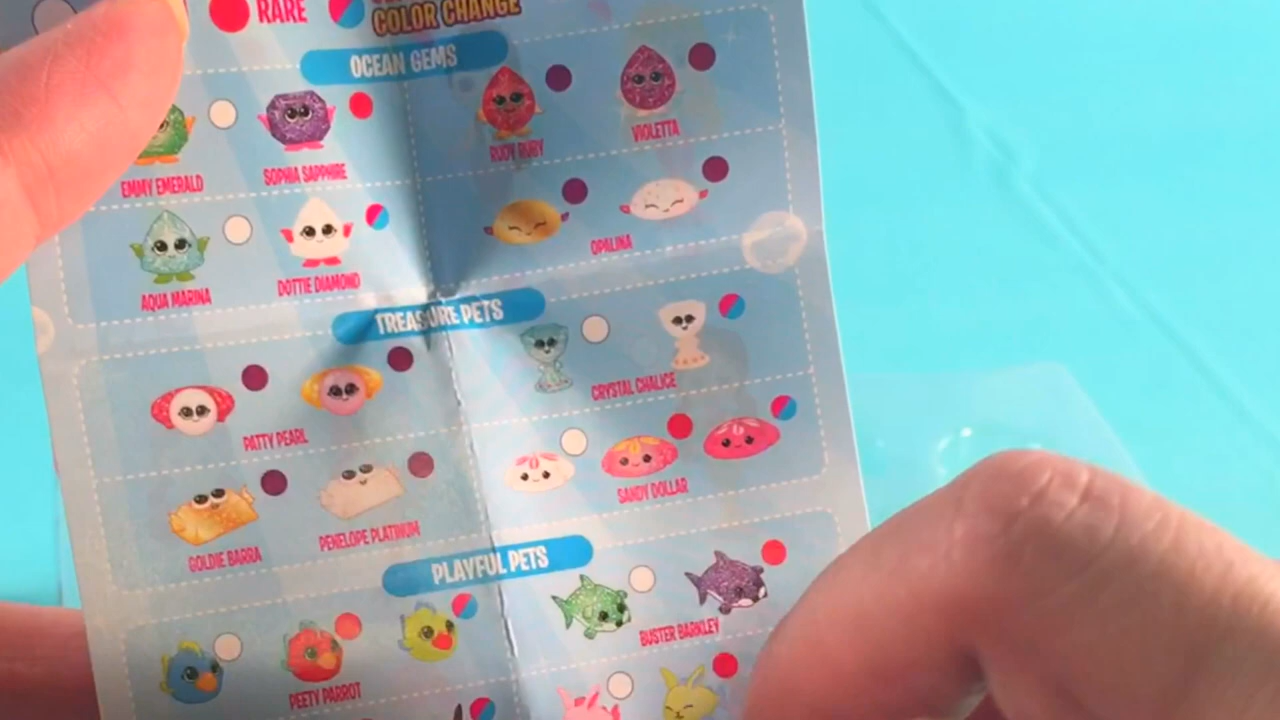 RARE
COLOR CHANGE
OCEAN GEMS
EMMY EMERALD
SOPHIA SAPPHIRE
RUDY RUBY
VIOLETTA
AQUA MARINA
DOTTIE DIAMOND
OPALINA
TREASURE PETS
PATTY PEARL
CRYSTAL CHALICE
GOLDIE BARRA
PENELOPE PLATINUM
SANDY DOLLAR
PLAYFUL PETS
PEETY PARROT
BUSTER BARKLEY